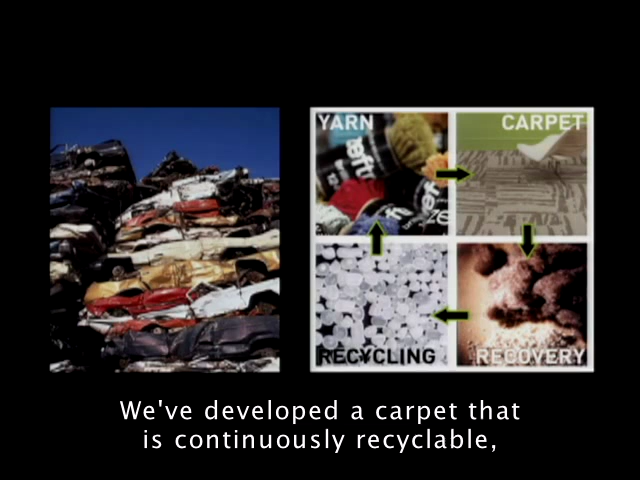 YARN
CARPET
RECYCLING
RECOVERY
We've developed a carpet that
is continuously recyclable,